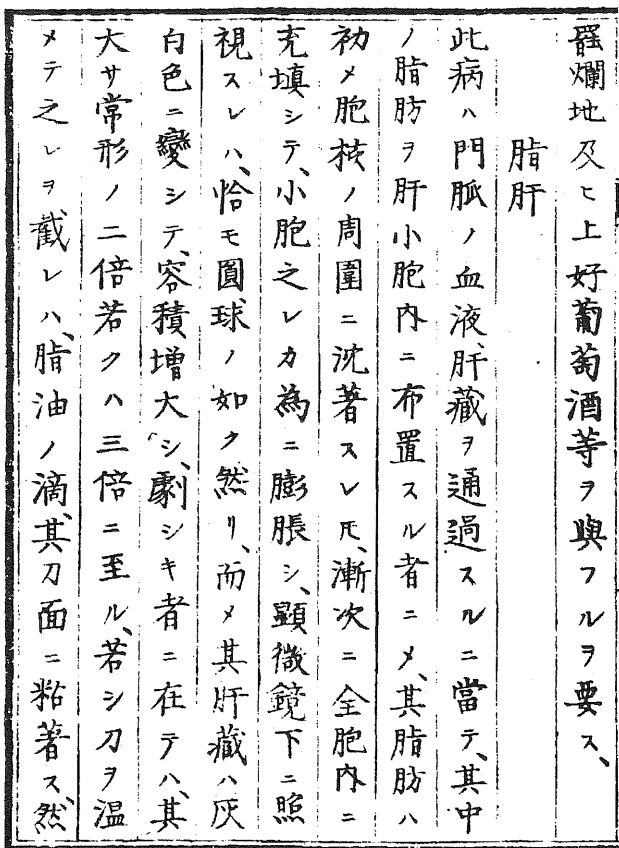 羅爛地及ヒ上好葡萄酒等ヲ與フルヲ要ス、
脂肝
此病ハ門脈ノ血液、肝藏ヲ通過スルニ當テ、其中
ノ脂肪ヲ肝小胞内ニ布置スル者ニメ、其脂肪ハ
初メ胞核ノ周圍ニ沈著スレ𪜈、漸次ニ全胞内ニ
充填シテ、小胞之レカ為ニ膨脹シ、顕微鏡下ニ照
視スレハ、恰モ圓球ノ如ク然リ、而メ其肝藏ハ灰
白色ニ變シテ、容積増大シ、劇シキ者ニ在テハ、其
大サ常形ノ二倍若クハ三倍ニ至ル、若シ刀ヲ温
メテ之レヲ截レハ、脂油ノ滴、其刀面ニ粘著ス、然